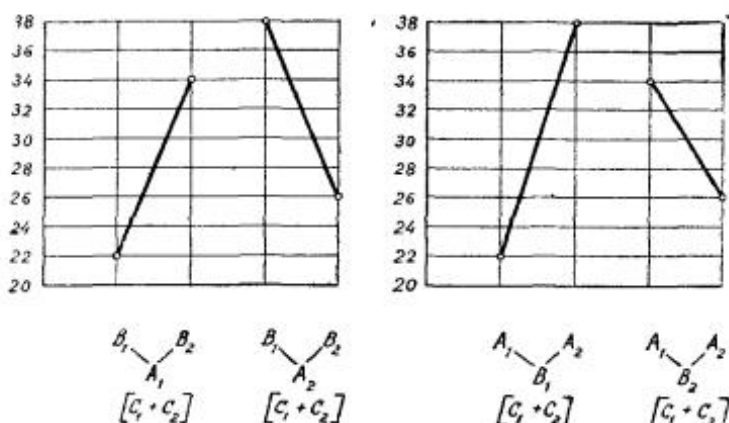 38
36
34
32
30
28
26
24
22
20
B₁ B₂
A₁
[C₁ + C₂]
B₁ B₂
A₂
[C₁ + C₂]
38
36
34
32
30
28
26
24
22
20
A₁ A₂
B₁
[C₁ + C₂]
A₁ A₂
B₂
[C₁ + C₂]